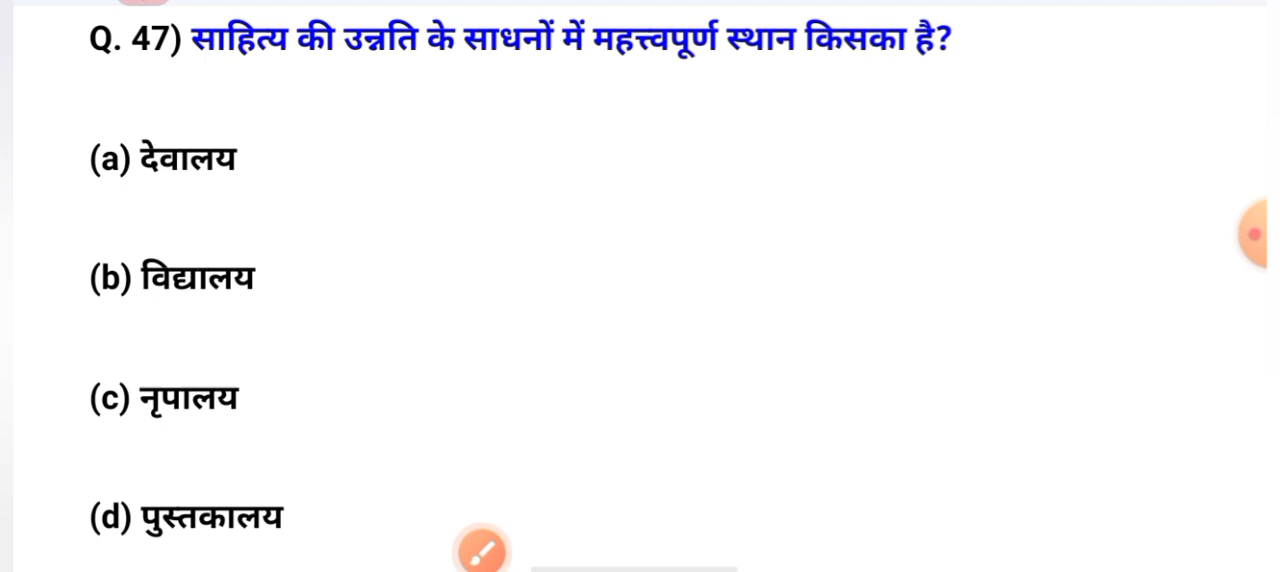 Q. 47) साहित्य की उन्नति के साधनों में महत्त्वपूर्ण स्थान किसका है?
(a) देवालय
(b) विद्यालय
(c) नृपालय
(d) पुस्तकालय